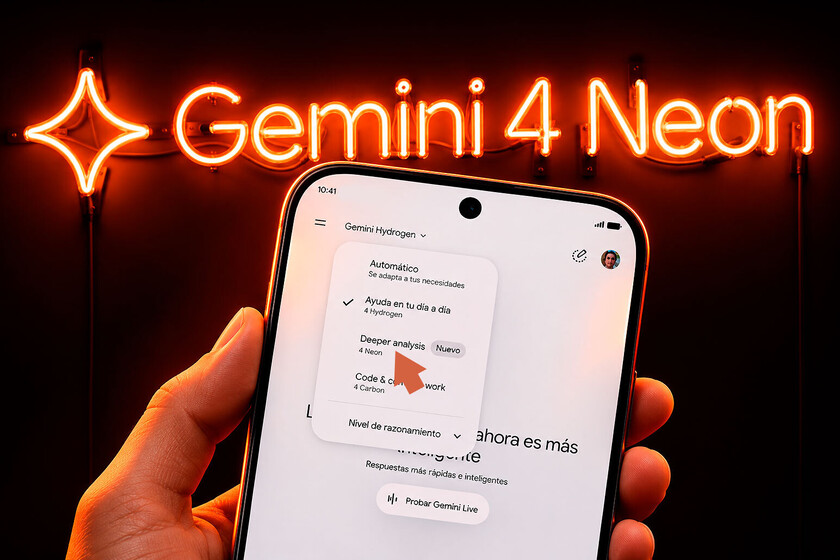 Gemini 4 Neon
10:41
Gemini Hydrogen
Automático
Se adapta a tus necesidades
Ayuda en tu día a día
4 Hydrogen
Deeper analysis Nuevo
4 Neon
Code & work
4 Carbon
Nivel de razonamiento
ahora es más
Respuestas más rápidas e inteligentes
Probar Gemini Live